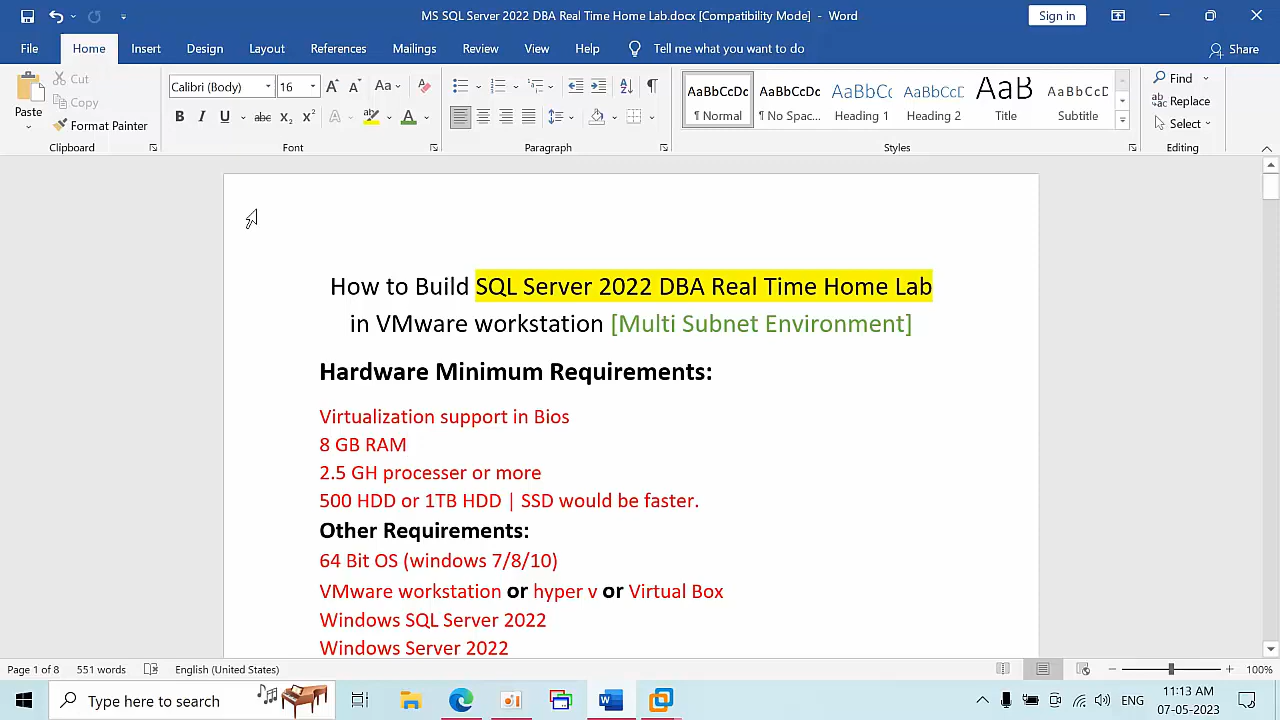 MS SQL Server 2022 DBA Real Time Home Lab.docx [Compatibility Mode] - Word
Sign in
File Home Insert Design Layout References Mailings Review View Help Tell me what you want to do Share
Paste
Cut
Copy
Format Painter
Clipboard
Calibri (Body) 16
Font
Paragraph
AaBbCcDc AaBbCcDc AaBbCc AaBbCcC AaB AaBbCcD
¶ Normal ¶ No Spac... Heading 1 Heading 2 Title Subtitle
Styles
Find
Replace
Select
Editing
How to Build SQL Server 2022 DBA Real Time Home Lab
in VMware workstation [Multi Subnet Environment]
Hardware Minimum Requirements:
Virtualization support in Bios
8 GB RAM
2.5 GH processer or more
500 HDD or 1TB HDD | SSD would be faster.
Other Requirements:
64 Bit OS (windows 7/8/10)
VMware workstation or hyper v or Virtual Box
Windows SQL Server 2022
Windows Server 2022
Page 1 of 8 551 words English (United States) 100%
Type here to search
ENG
11:13 AM
07-05-2023